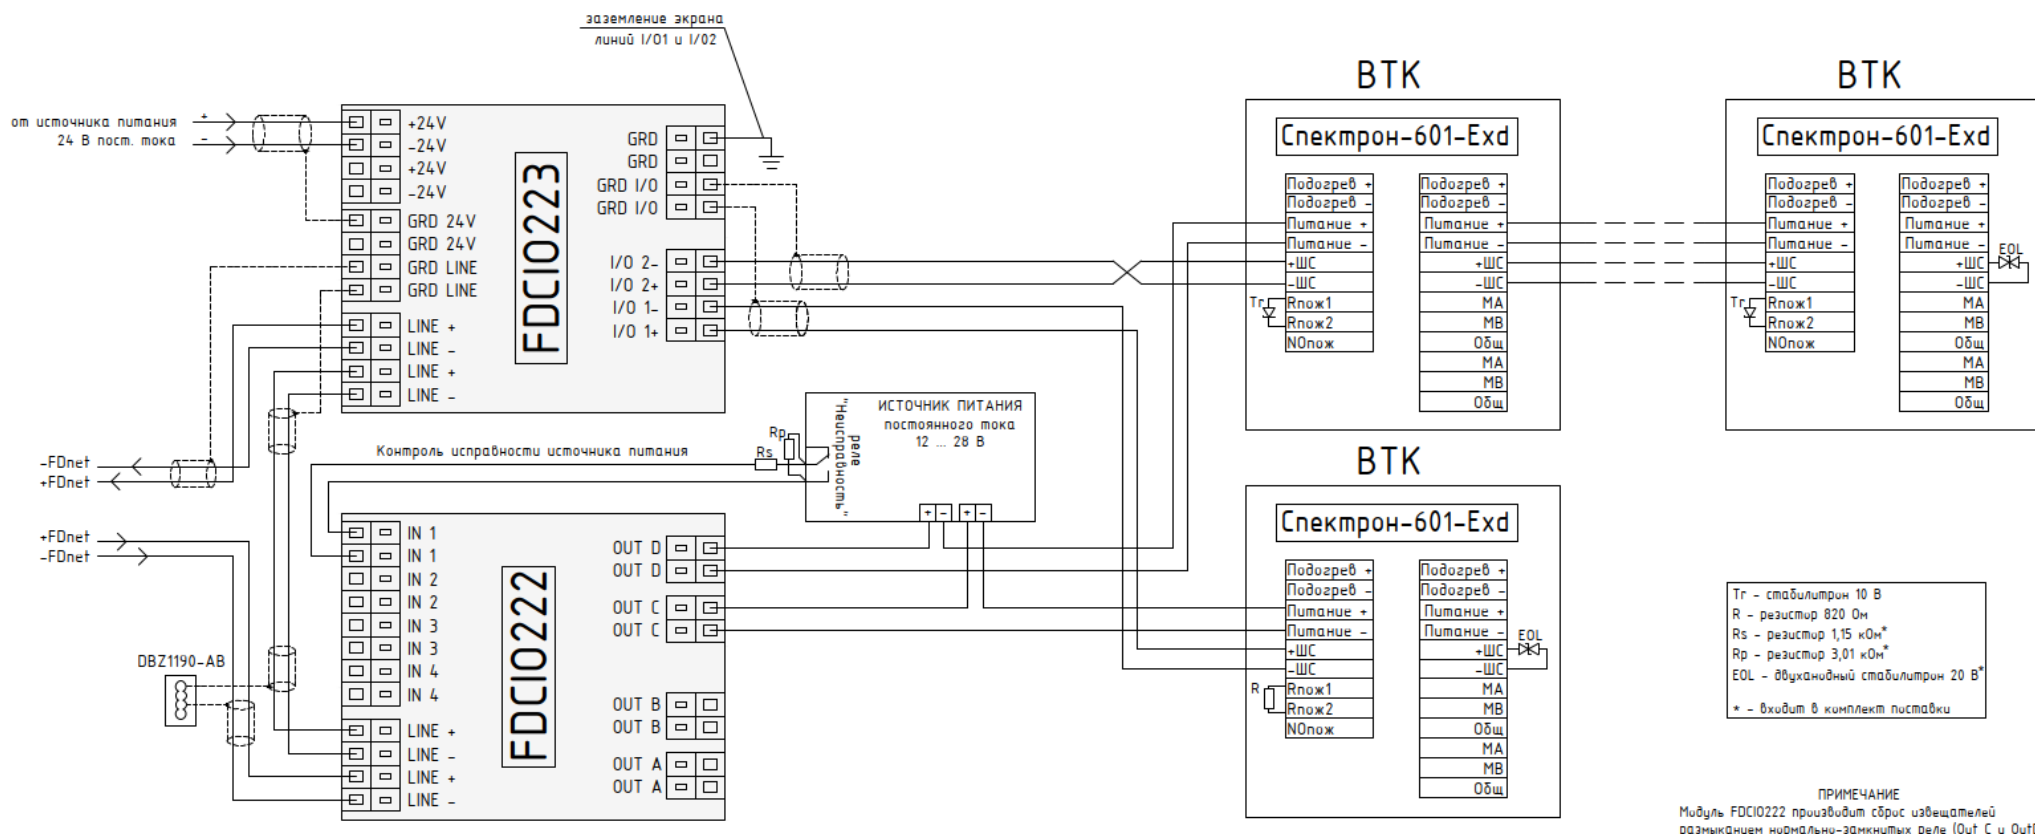 заземление экрана
линий I/O1 и I/O2
от источника питания
24 В пост. тока
+
-
+24V
-24V
+24V
-24V
GRD 24V
GRD 24V
GRD LINE
GRD LINE
LINE +
LINE -
LINE +
LINE -
FDCIO223
GRD
GRD
GRD I/O
GRD I/O
I/O 2-
I/O 2+
I/O 1-
I/O 1+
-FDnet
+FDnet
+FDnet
-FDnet
Контроль исправности источника питания
Rs
Rp
реле
"Неисправность"
ИСТОЧНИК ПИТАНИЯ
постоянного тока
12 ... 28 В
+ - + -
IN 1
IN 1
IN 2
IN 2
IN 3
IN 3
IN 4
IN 4
LINE +
LINE -
LINE +
LINE -
FDCIO222
OUT D
OUT D
OUT C
OUT C
OUT B
OUT B
OUT A
OUT A
DBZ1190-AB
ВТК
Спектрон-601-Exd
Подогрев +
Подогрев -
Питание +
Питание -
+ШС
-ШС
Rпож1
Rпож2
NОпож
Tr
Подогрев +
Подогрев -
Питание +
Питание -
+ШС
-ШС
МА
МВ
Общ
МА
МВ
Общ
ВТК
Спектрон-601-Exd
Подогрев +
Подогрев -
Питание +
Питание -
+ШС
-ШС
Rпож1
Rпож2
NОпож
Tr
Подогрев +
Подогрев -
Питание +
Питание -
+ШС
-ШС
МА
МВ
Общ
МА
МВ
Общ
EOL
ВТК
Спектрон-601-Exd
Подогрев +
Подогрев -
Питание +
Питание -
+ШС
-ШС
Rпож1
Rпож2
NОпож
R
Подогрев +
Подогрев -
Питание +
Питание -
+ШС
-ШС
МА
МВ
Общ
МА
МВ
Общ
EOL
Tr - стабилитрон 10 В
R - резистор 820 Ом
Rs - резистор 1,15 кОм*
Rp - резистор 3,01 кОм*
EOL - двуханодный стабилитрон 20 В*
* - входит в комплект поставки
ПРИМЕЧАНИЕ
Модуль FDCIO222 производит сброс извещателей
размыканием нормально-замкнутых реле (Out C и OutD